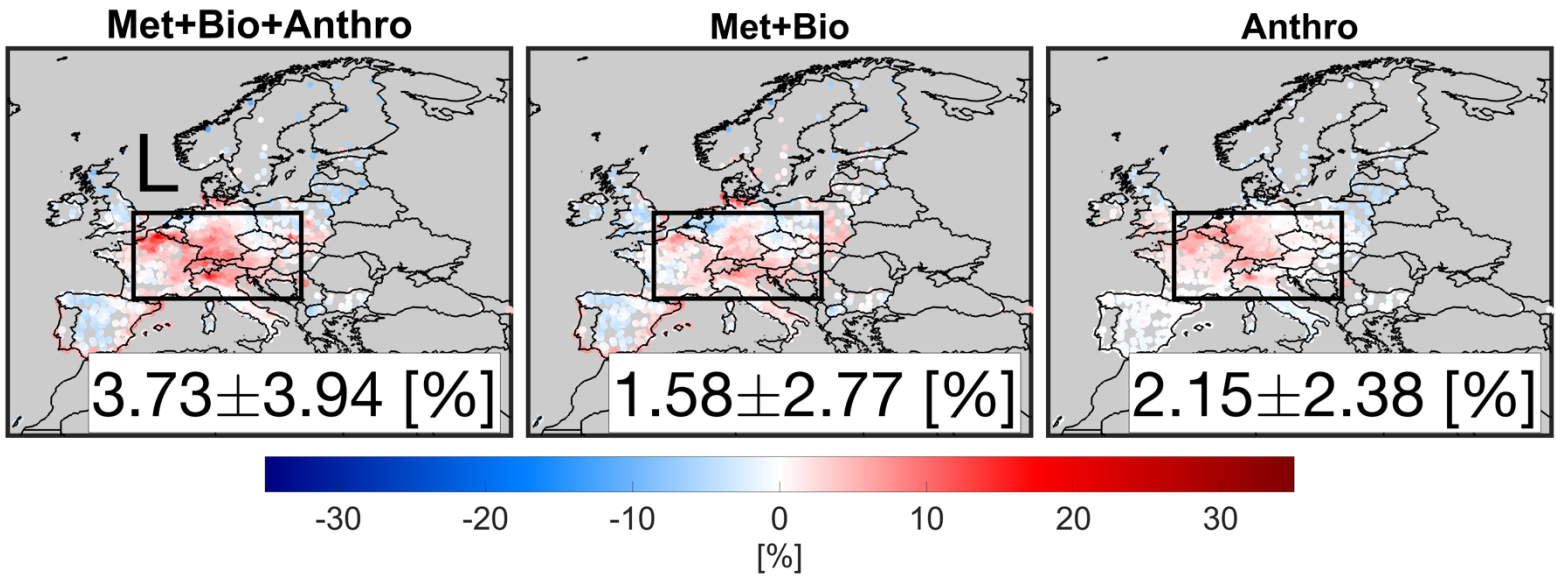 Met+Bio+Anthro
Met+Bio
Anthro
L
3.73±3.94 [%]
1.58±2.77 [%]
2.15±2.38 [%]
-30 -20 -10 0 10 20 30
[%]